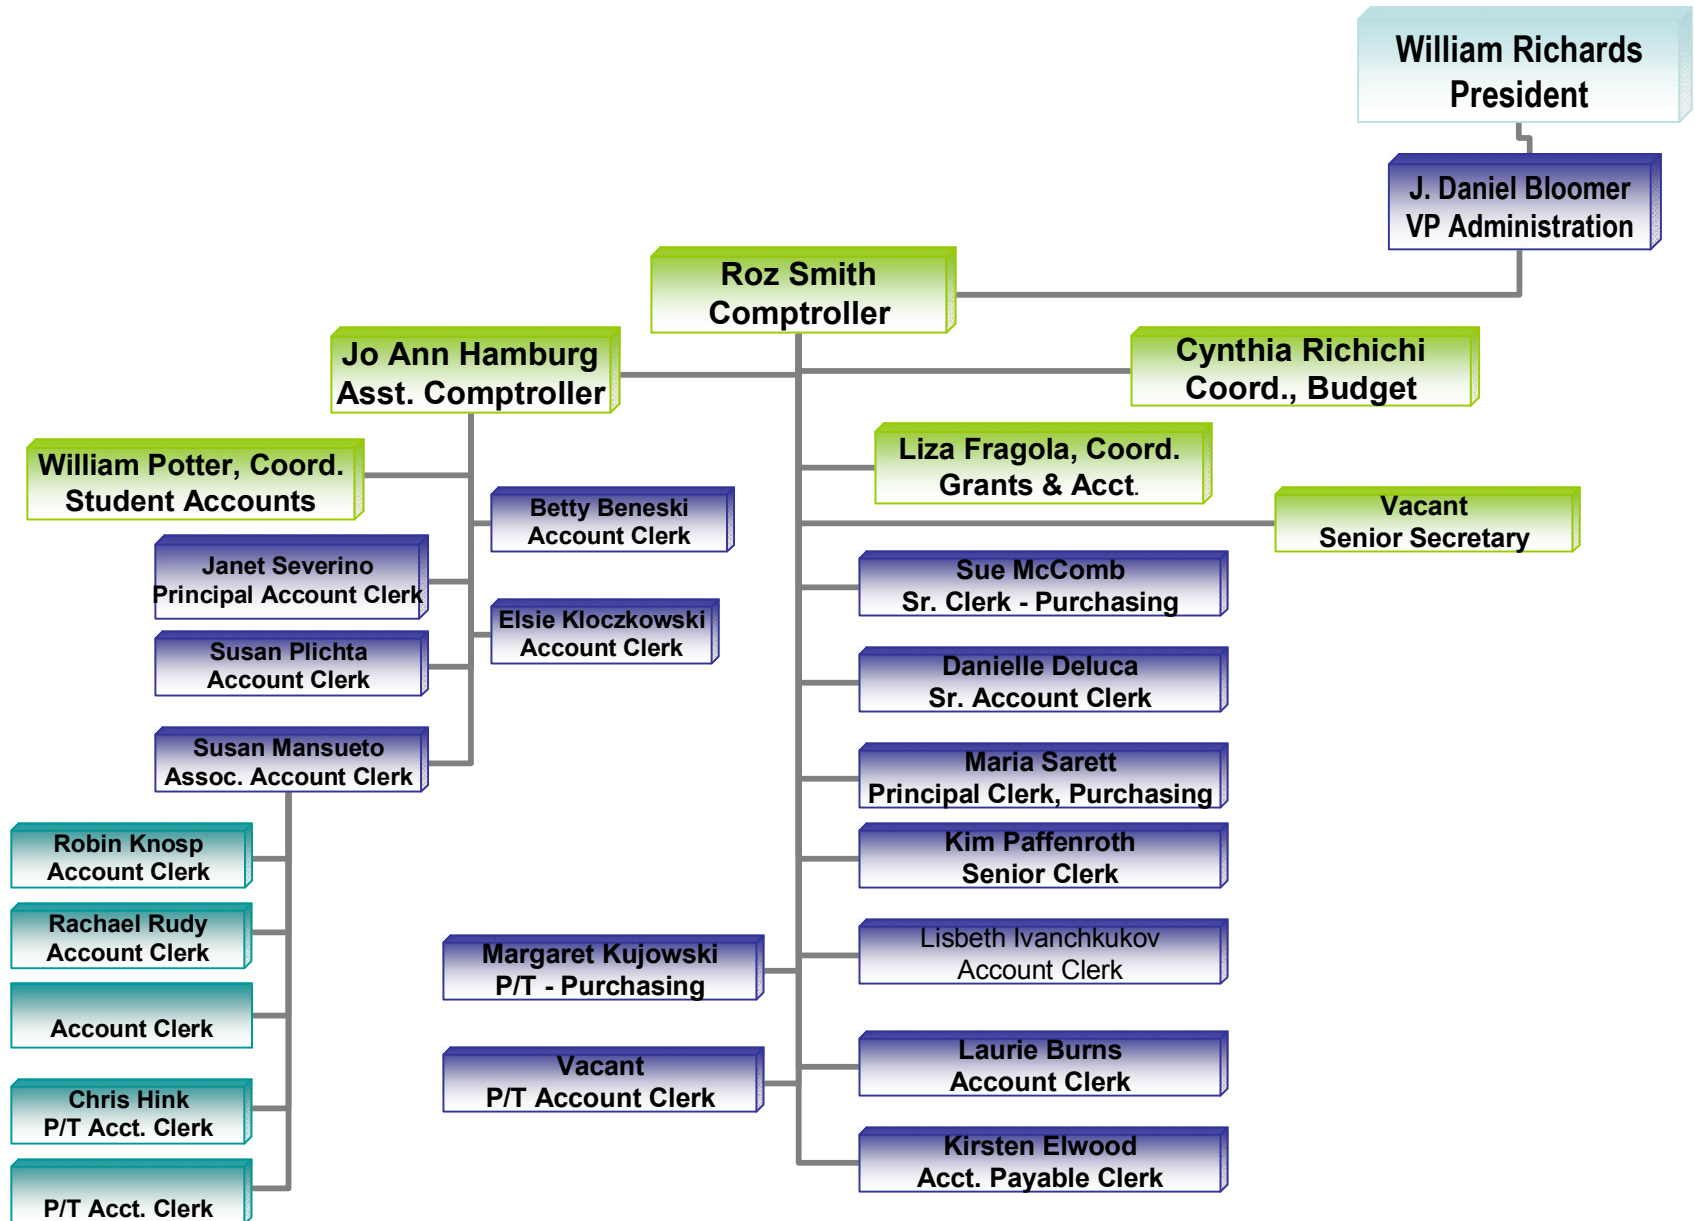 William Richards
President
J. Daniel Bloomer
VP Administration
Roz Smith
Comptroller
Jo Ann Hamburg
Asst. Comptroller
Cynthia Richichi
Coord., Budget
William Potter, Coord.
Student Accounts
Liza Fragola, Coord.
Grants & Acct.
Betty Beneski
Account Clerk
Vacant
Senior Secretary
Janet Severino
Principal Account Clerk
Sue McComb
Sr. Clerk - Purchasing
Elsie Kloczkowski
Account Clerk
Susan Plichta
Account Clerk
Danielle Deluca
Sr. Account Clerk
Susan Mansueto
Assoc. Account Clerk
Maria Sarett
Principal Clerk, Purchasing
Robin Knosp
Account Clerk
Kim Paffenroth
Senior Clerk
Rachael Rudy
Account Clerk
Lisbeth Ivanchkukov
Account Clerk
Margaret Kujowski
P/T - Purchasing
Account Clerk
Laurie Burns
Account Clerk
Vacant
P/T Account Clerk
Chris Hink
P/T Acct. Clerk
Kirsten Elwood
Acct. Payable Clerk
P/T Acct. Clerk